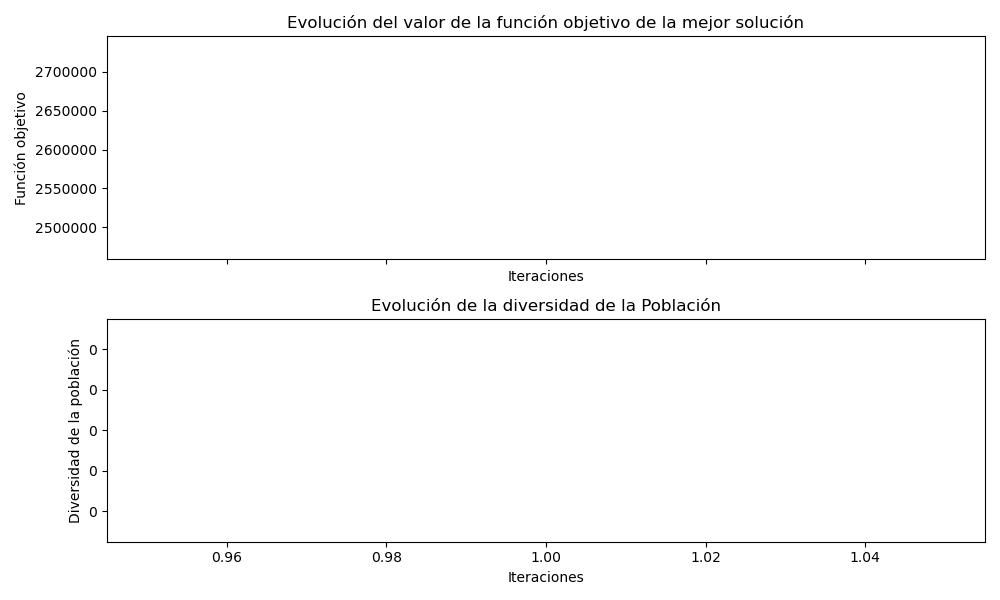 Evolución del valor de la función objetivo de la mejor solución
Función objetivo
2700000
2650000
2600000
2550000
2500000
Iteraciones
Evolución de la diversidad de la Población
Diversidad de la población
0
0
0
0
0
0.96 0.98 1.00 1.02 1.04
Iteraciones